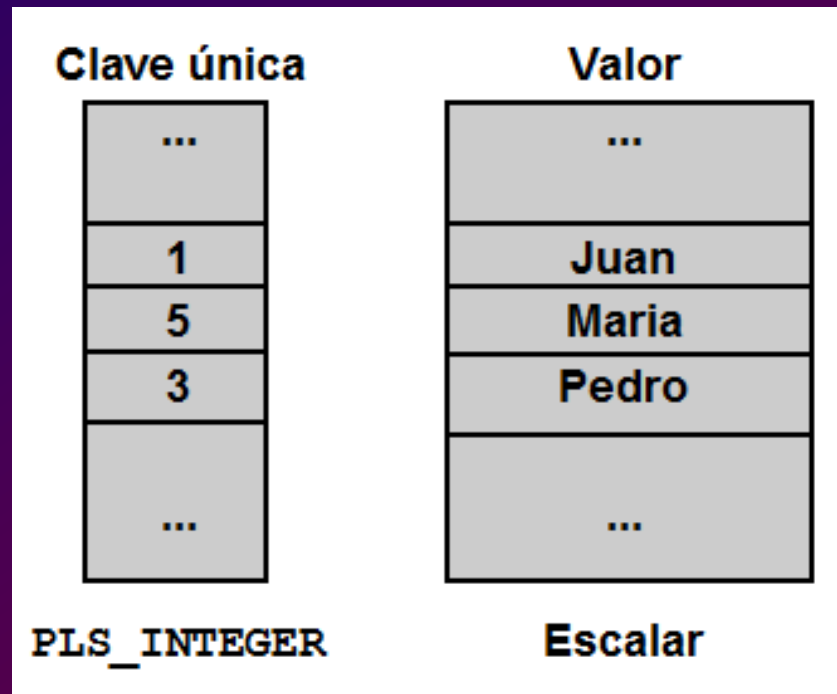 Clave única Valor
... ...
1 Juan
5 Maria
3 Pedro
... ...
PLS_INTEGER Escalar